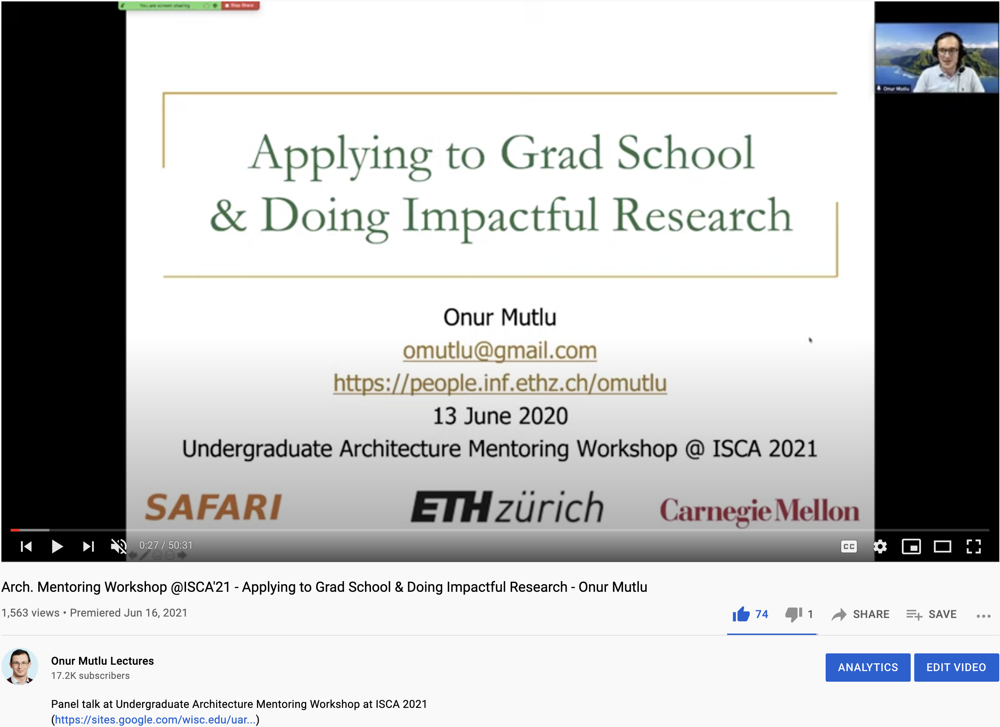 You are screen sharing
Stop Share
Onur Mutlu
Applying to Grad School
& Doing Impactful Research
Onur Mutlu
omutlu@gmail.com
https://people.inf.ethz.ch/omutlu
13 June 2020
Undergraduate Architecture Mentoring Workshop @ ISCA 2021
SAFARI
ETH zürich
Carnegie Mellon
0:27 / 50:31
CC
Arch. Mentoring Workshop @ISCA'21 - Applying to Grad School & Doing Impactful Research - Onur Mutlu
1,563 views • Premiered Jun 16, 2021
74
1
SHARE
SAVE
Onur Mutlu Lectures
17.2K subscribers
ANALYTICS
EDIT VIDEO
Panel talk at Undergraduate Architecture Mentoring Workshop at ISCA 2021
(https://sites.google.com/wisc.edu/uar...)